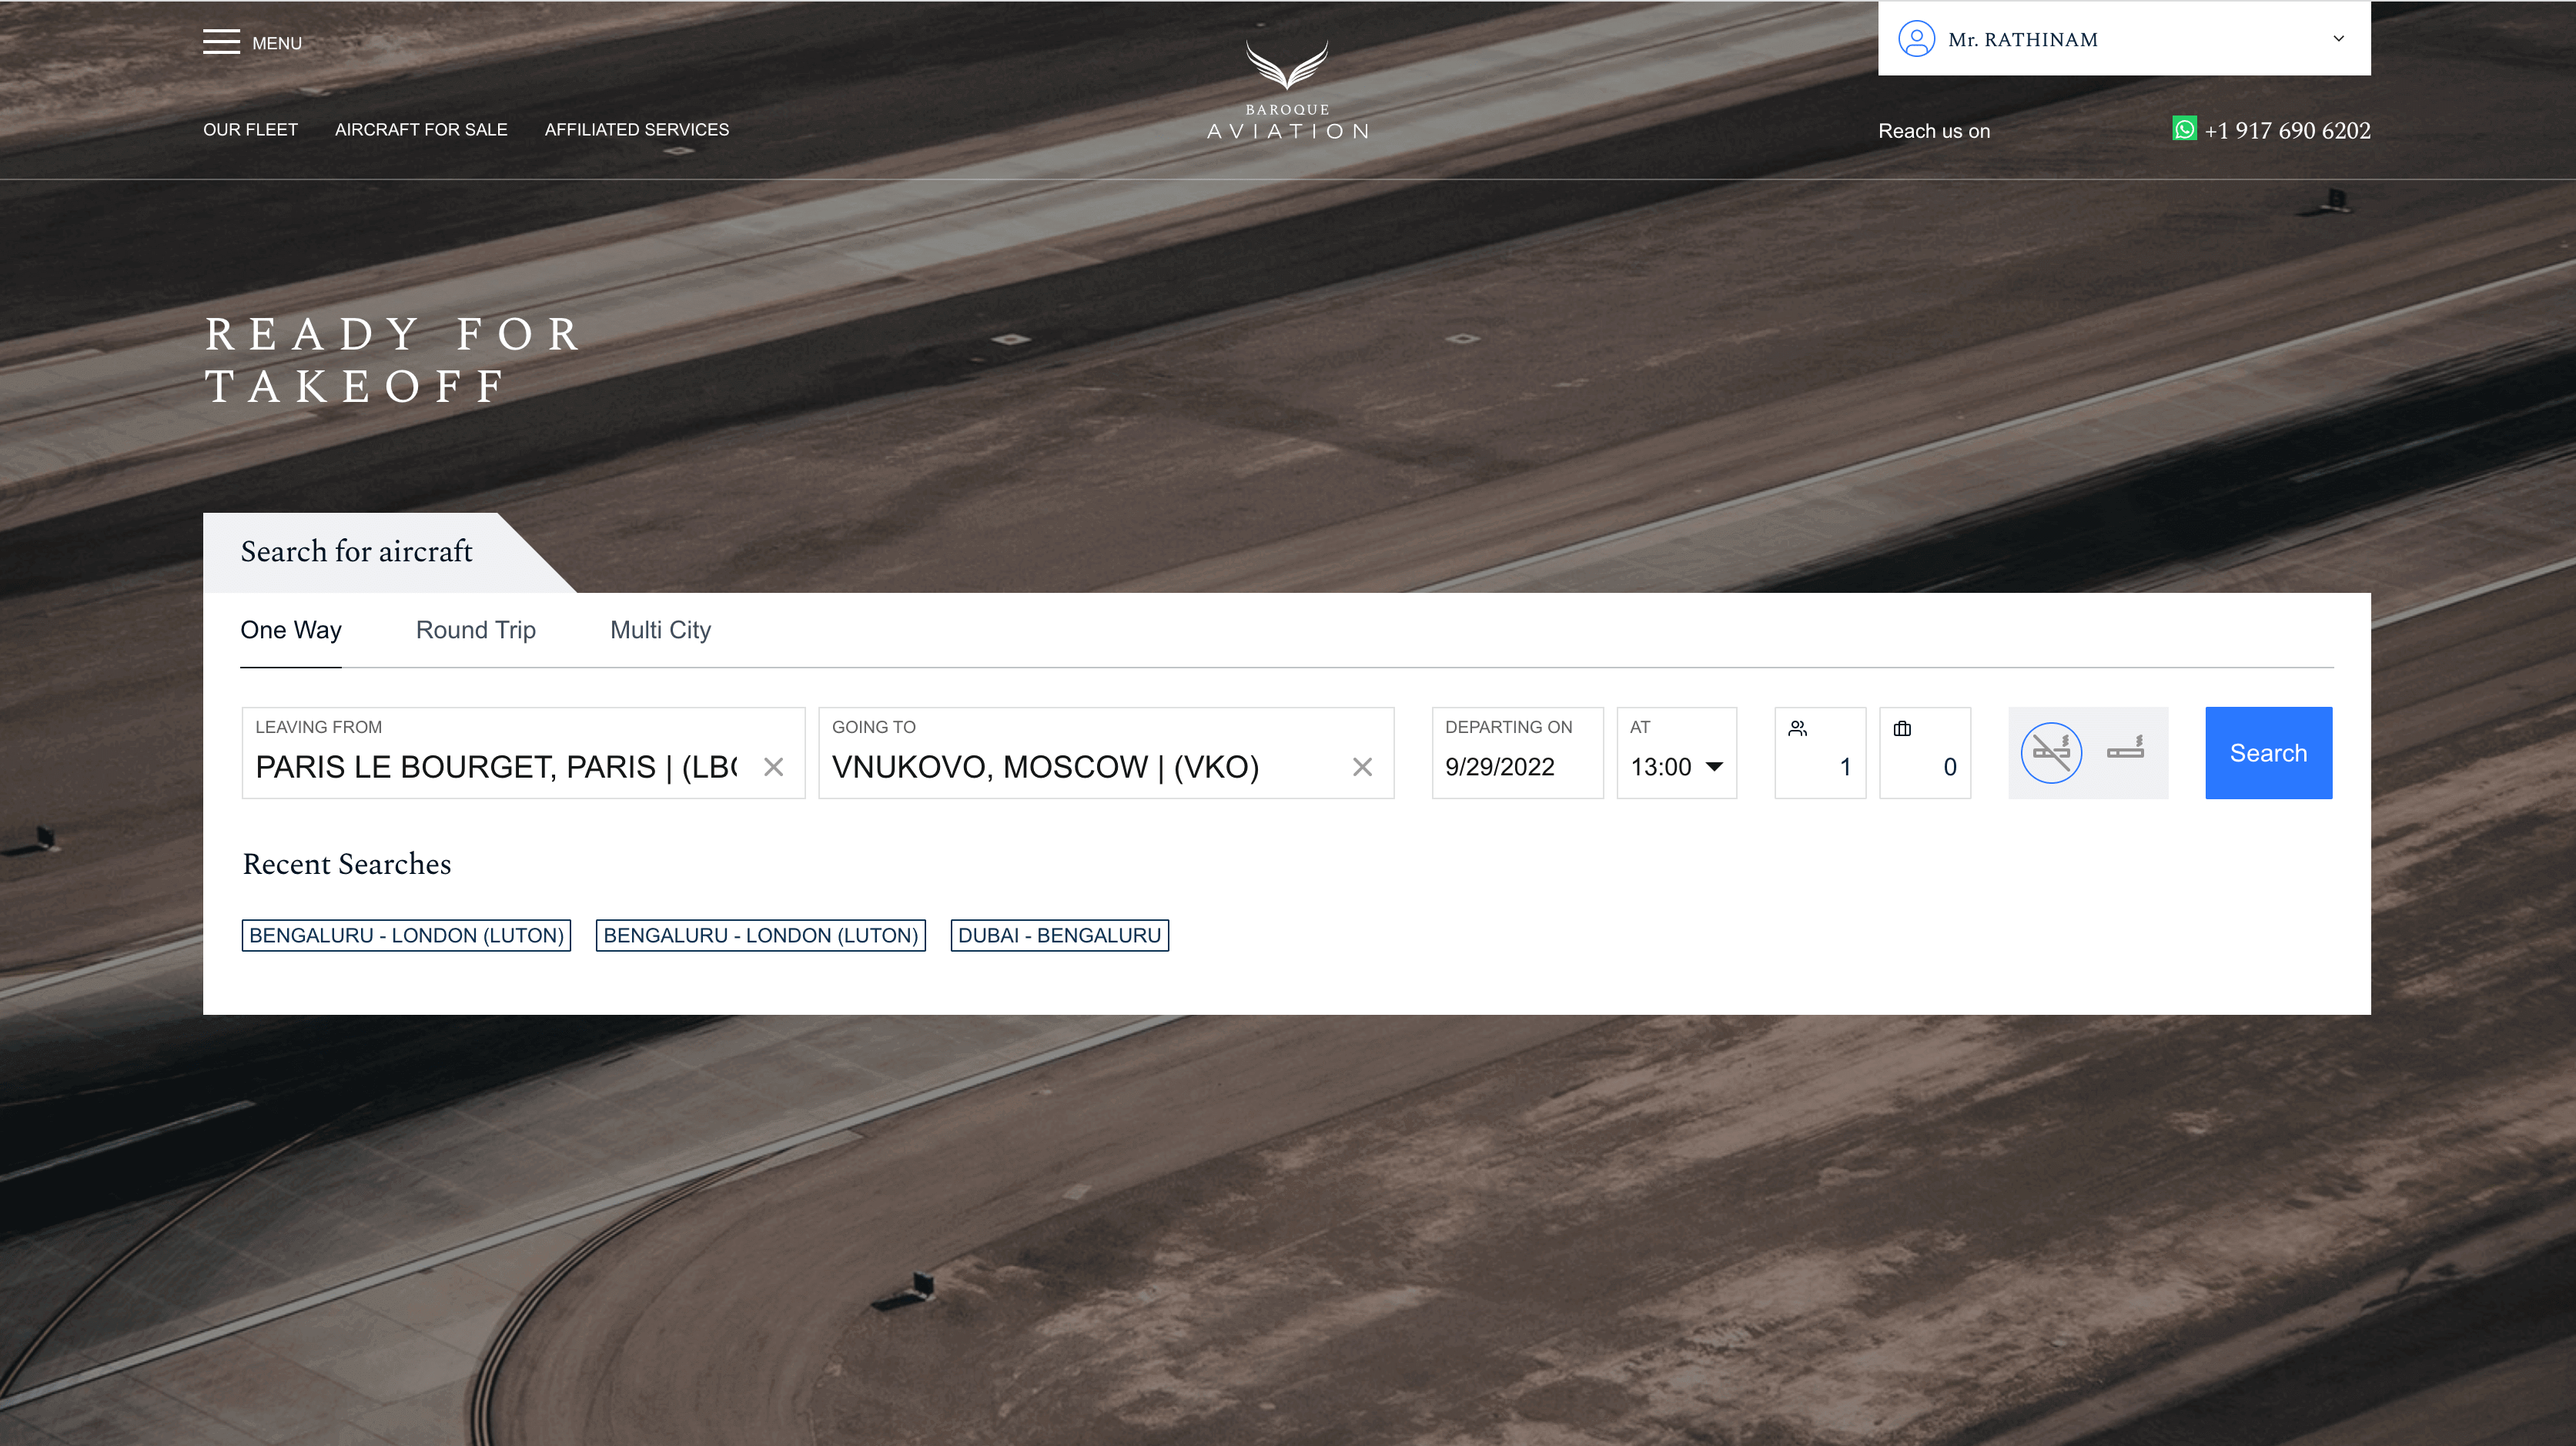 MENU
Mr. RATHINAM
OUR FLEET AIRCRAFT FOR SALE AFFILIATED SERVICES
BAROQUE
AVIATION
Reach us on +1 917 690 6202
READY FOR
TAKEOFF
Search for aircraft
One Way Round Trip Multi City
LEAVING FROM
PARIS LE BOURGET, PARIS | (LB
GOING TO
VNUKOVO, MOSCOW | (VKO)
DEPARTING ON
9/29/2022
AT
13:00
1
0
Search
Recent Searches
BENGALURU - LONDON (LUTON) BENGALURU - LONDON (LUTON) DUBAI - BENGALURU